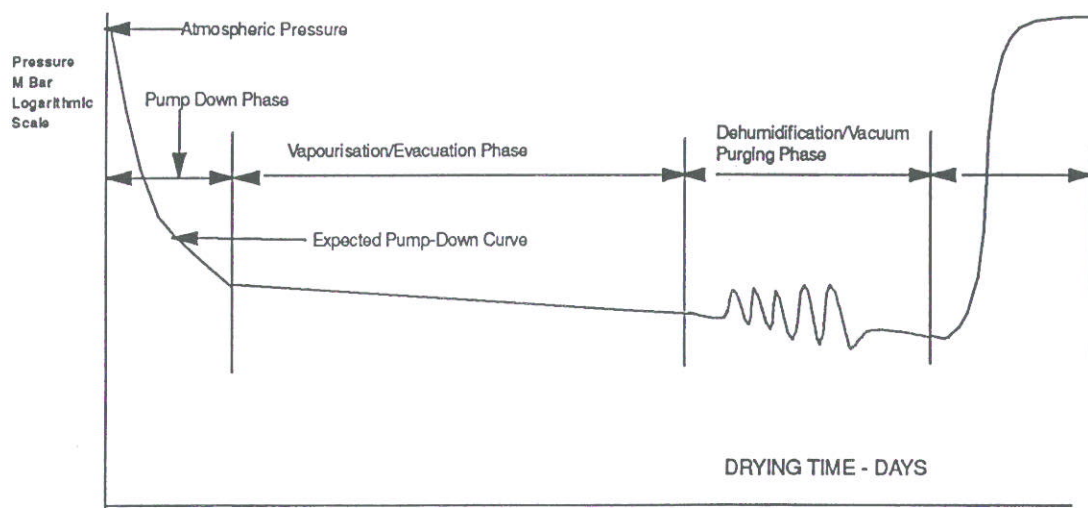 Atmospheric Pressure
Pressure
M Bar
Logarithmic
Scale
Pump Down Phase
Vapourisation/Evacuation Phase
Dehumidification/Vacuum
Purging Phase
Expected Pump-Down Curve
DRYING TIME - DAYS